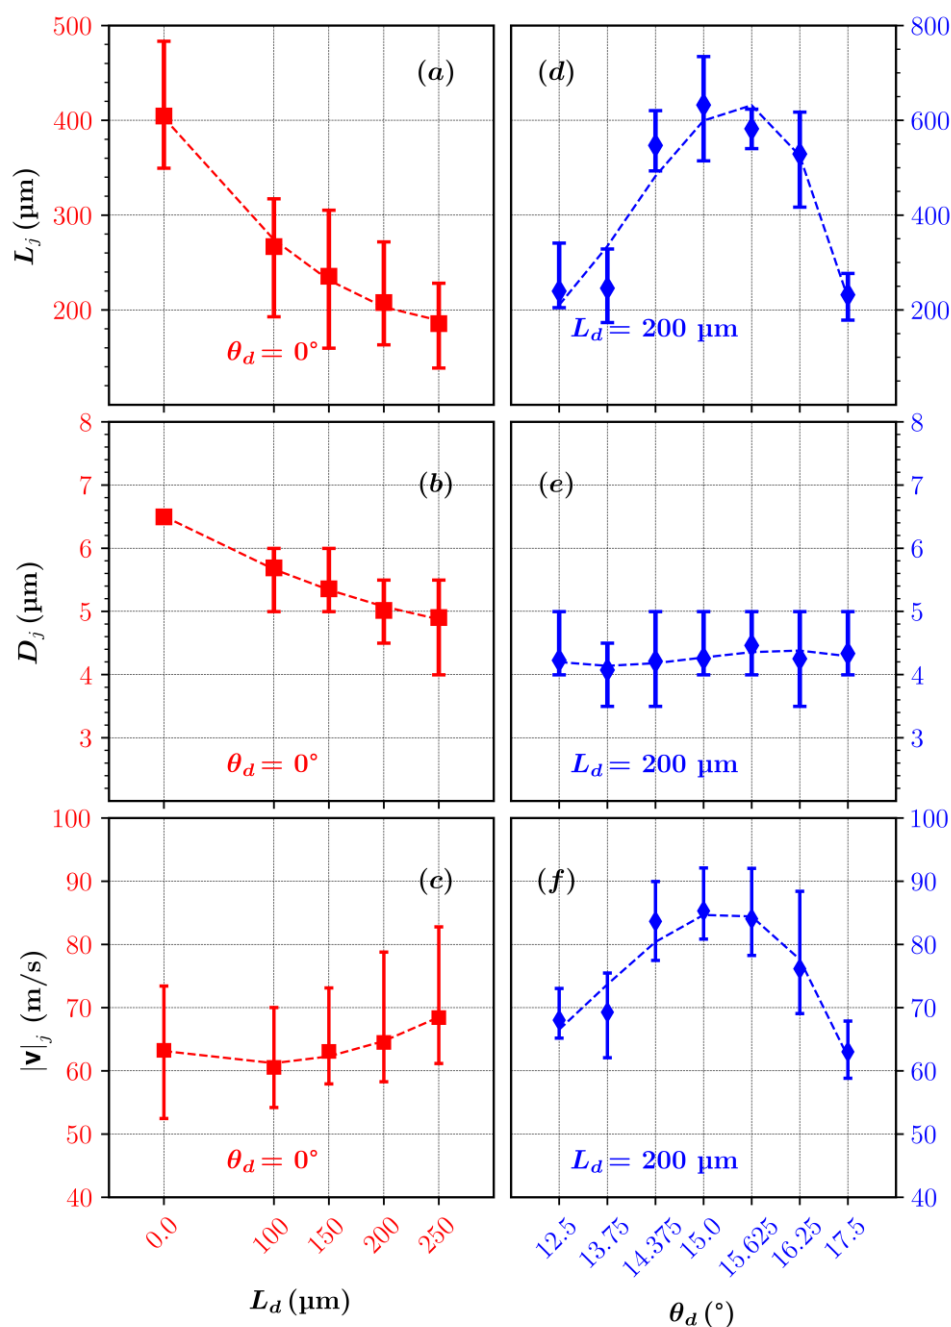 500
400
300
200
L_j (µm)
(a)
θ_d = 0°
(d)
L_d = 200 µm
800
600
400
200
8
7
6
5
4
3
D_j (µm)
(b)
θ_d = 0°
(e)
L_d = 200 µm
8
7
6
5
4
3
100
90
80
70
60
50
40
|v|_j (m/s)
(c)
θ_d = 0°
(f)
L_d = 200 µm
100
90
80
70
60
50
40
0.0
100
150
200
250
L_d (µm)
12.5
13.75
14.375
15.0
15.625
16.25
17.5
θ_d (°)